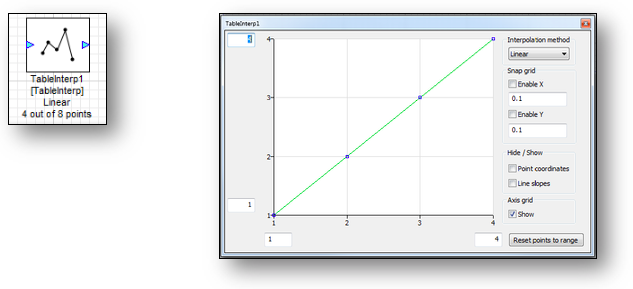 TableInterp1
[TableInterp]
Linear
4 out of 8 points
TableInterp1
4
4
3
2
1
1
1
2
3
4
1
4
Interpolation method
Linear
Snap grid
Enable X
0.1
Enable Y
0.1
Hide / Show
Point coordinates
Line slopes
Axis grid
Show
Reset points to range